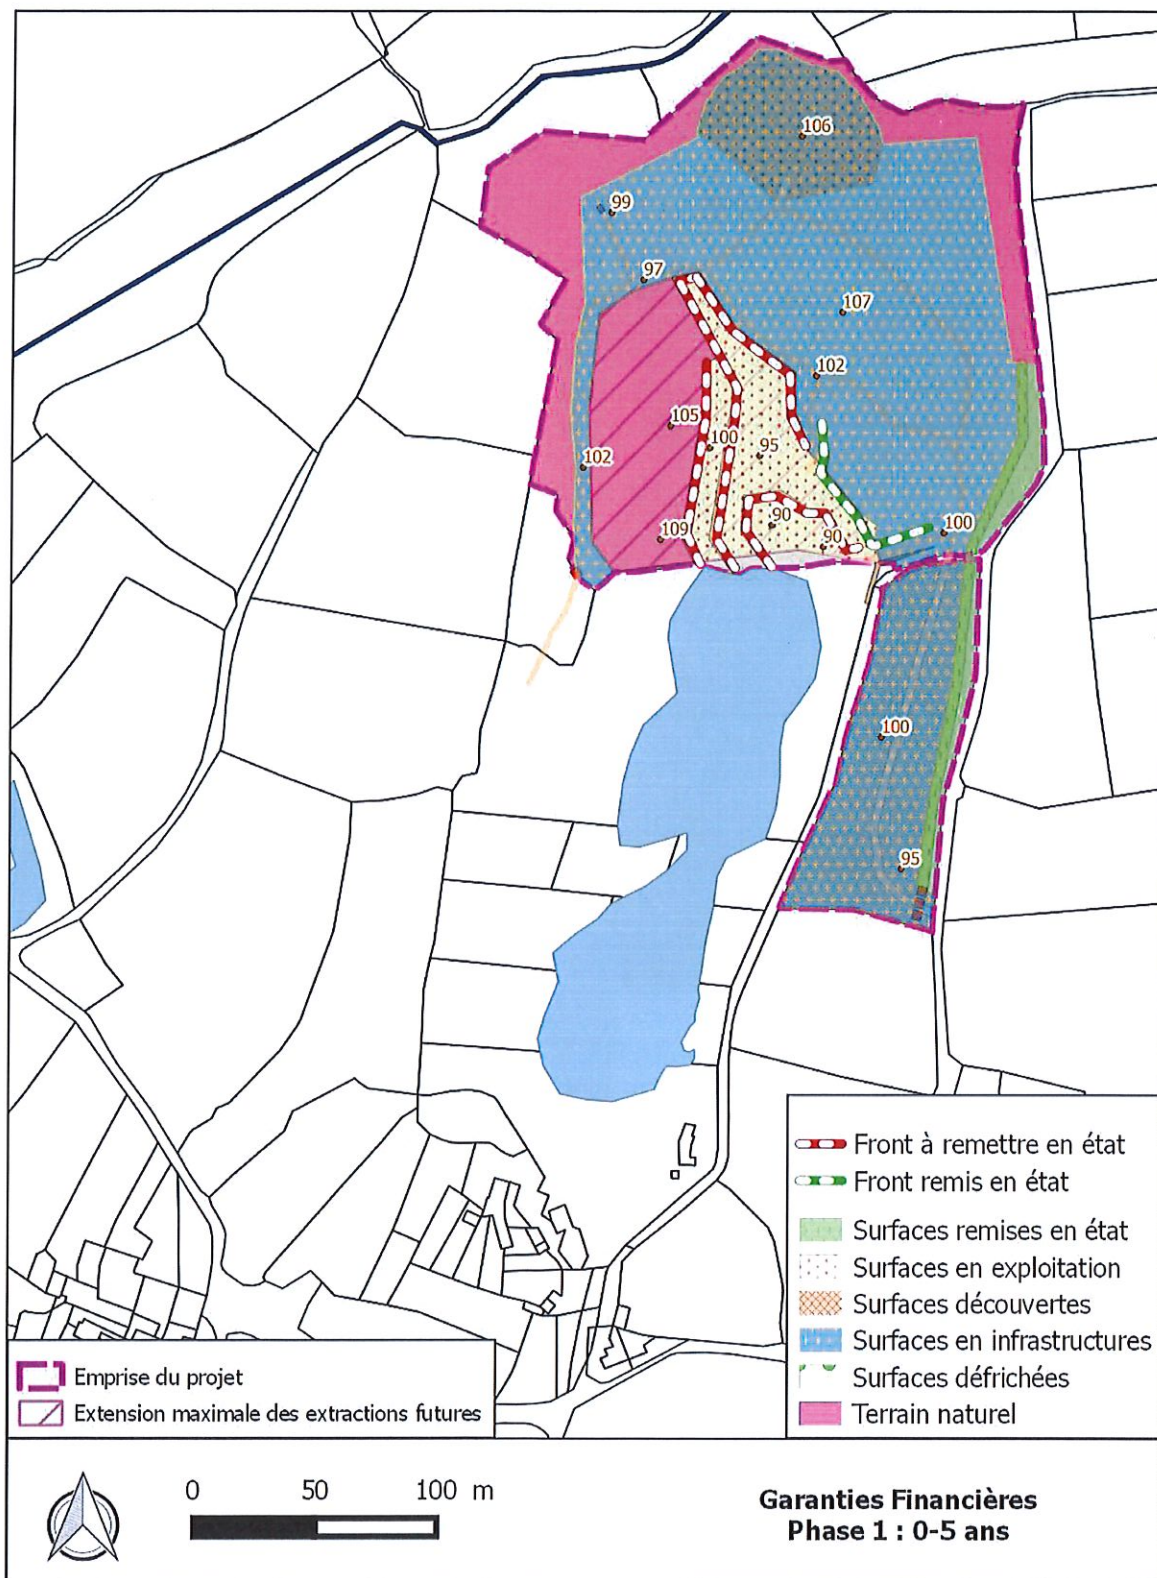 106
99
97
107
102
105
100
95
102
90
109
90
100
100
95
Front à remettre en état
Front remis en état
Surfaces remises en état
Surfaces en exploitation
Surfaces découvertes
Surfaces en infrastructures
Surfaces défrichées
Terrain naturel
Emprise du projet
Extension maximale des extractions futures
0 50 100 m
Garanties Financières
Phase 1 : 0-5 ans